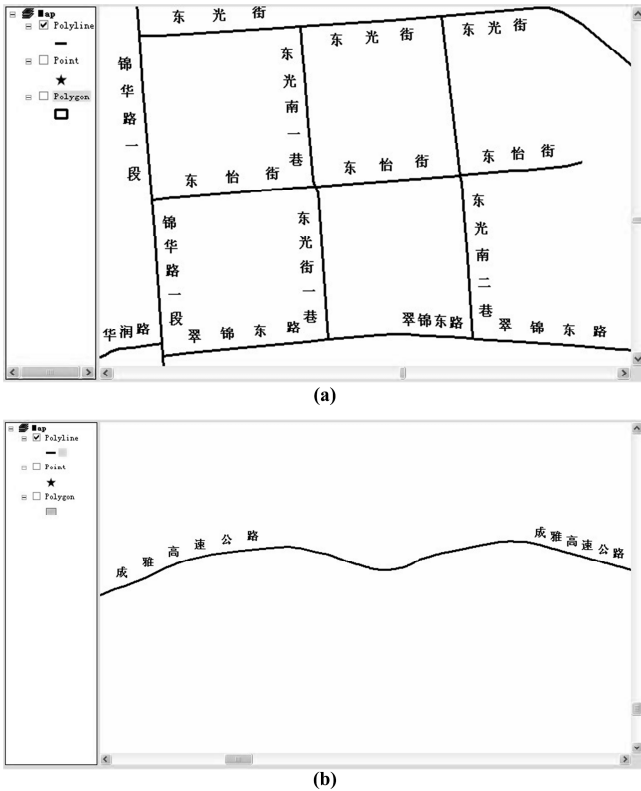 Map
Polyline
Point
Polygon
东光街
东光街
东光街
锦华路一段
东光南一巷
东怡街
东怡街
东怡街
锦华路一段
东光街一巷
东光南二巷
华润路
翠锦东路
翠锦东路
翠锦东路
(a)
Map
Polyline
Point
Polygon
成雅高速公路
成雅高速公路
(b)